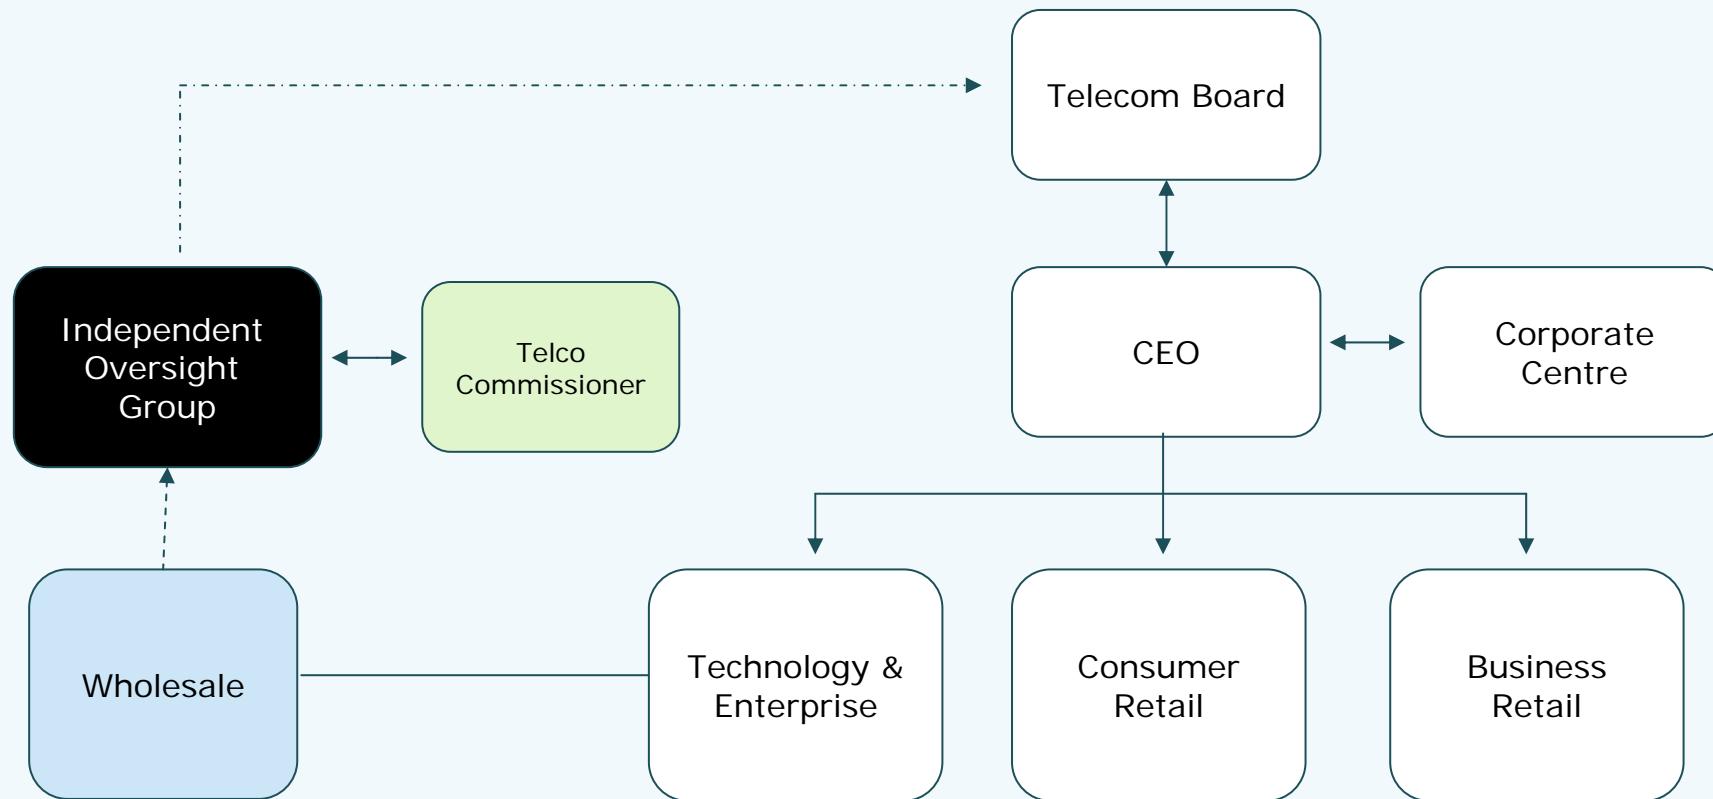 Telecom Board
Independent
Oversight
Group
Telco
Commissioner
CEO
Corporate
Centre
Wholesale
Technology &
Enterprise
Consumer
Retail
Business
Retail